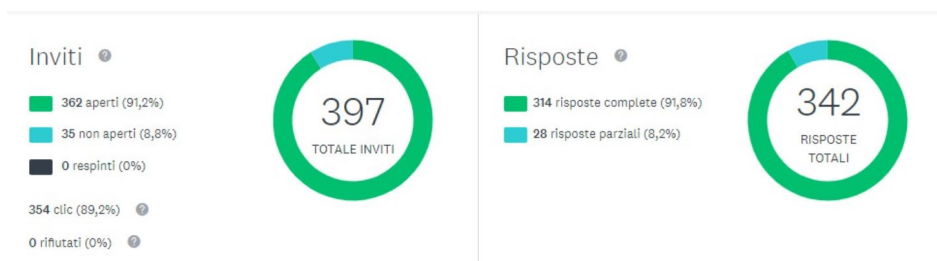 Inviti
362 aperti (91,2%)
35 non aperti (8,8%)
0 respinti (0%)
354 clic (89,2%)
0 rifiutati (0%)
397
TOTALE INVITI
Risposte
314 risposte complete (91,8%)
28 risposte parziali (8,2%)
342
RISPOSTE
TOTALI